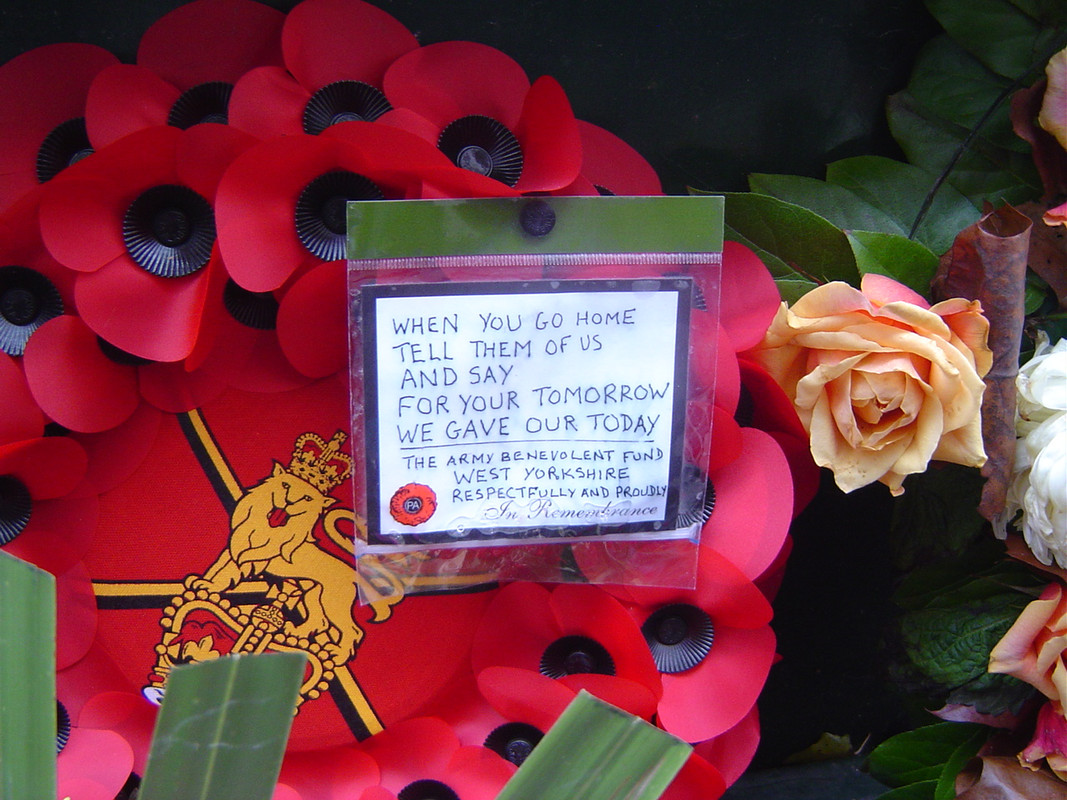 WHEN YOU GO HOME
TELL THEM OF US
AND SAY
FOR YOUR TOMORROW
WE GAVE OUR TODAY
THE ARMY BENEVOLENT FUND
WEST YORKSHIRE
RESPECTFULLY AND PROUDLY
In Remembrance
PA